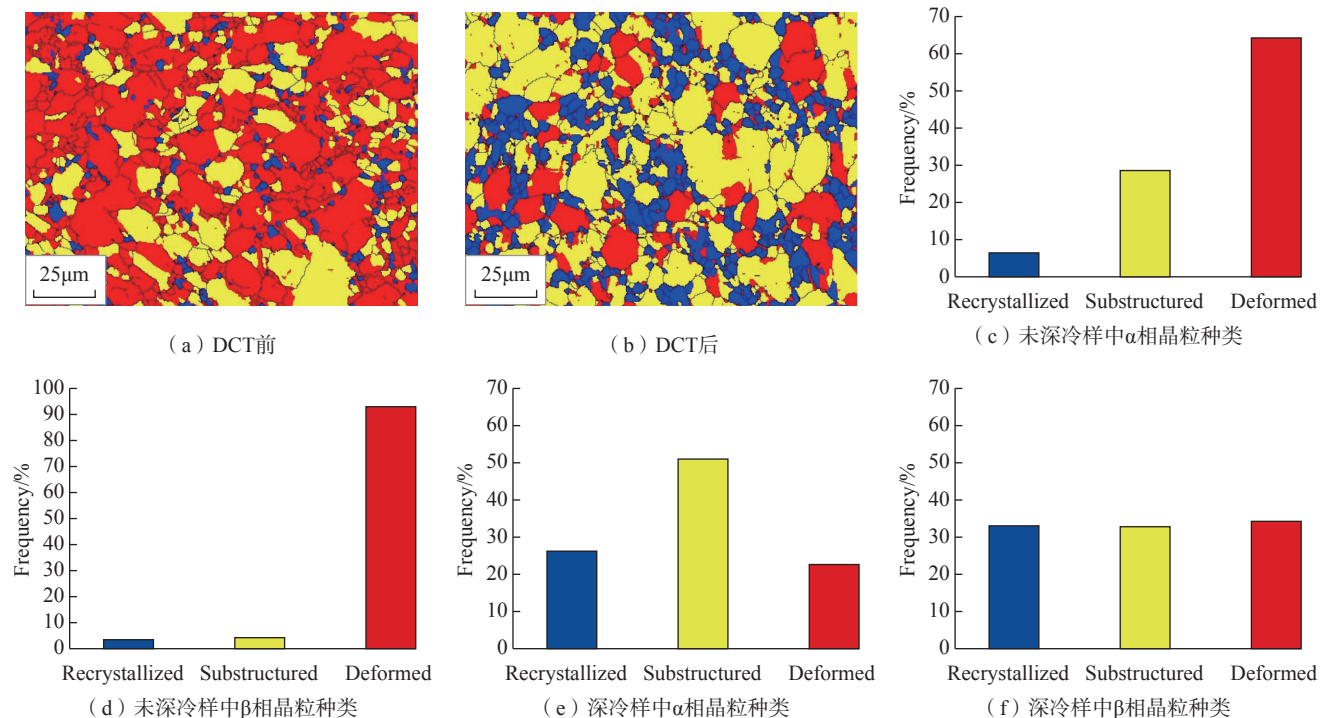 25μm
(a)DCT前
25μm
(b)DCT后
70
60
50
40
30
20
10
0
Frequency/%
Recrystallized Substructured Deformed
(c)未深冷样中α相晶粒种类
100
90
80
70
60
50
40
30
20
10
0
Frequency/%
Recrystallized Substructured Deformed
(d)未深冷样中β相晶粒种类
70
60
50
40
30
20
10
0
Frequency/%
Recrystallized Substructured Deformed
(e)深冷样中α相晶粒种类
70
60
50
40
30
20
10
0
Frequency/%
Recrystallized Substructured Deformed
(f)深冷样中β相晶粒种类